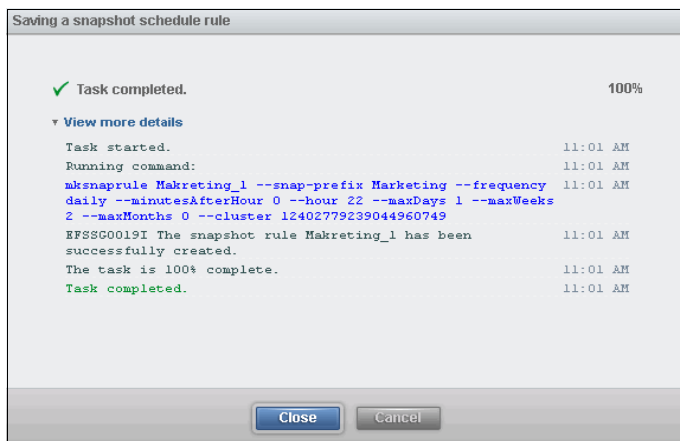 Saving a snapshot schedule rule
Task completed. 100%
View more details
Task started. 11:01 AM
Running command: 11:01 AM
mksnaprule Makreting_1 --snap-prefix Marketing --frequency 11:01 AM
daily --minutesAfterHour 0 --hour 22 --maxDays 1 --maxWeeks
2 --maxMonths 0 --cluster 12402779239044960749
EFSSG0019I The snapshot rule Makreting_1 has been 11:01 AM
successfully created.
The task is 100% complete. 11:01 AM
Task completed. 11:01 AM
Close Cancel